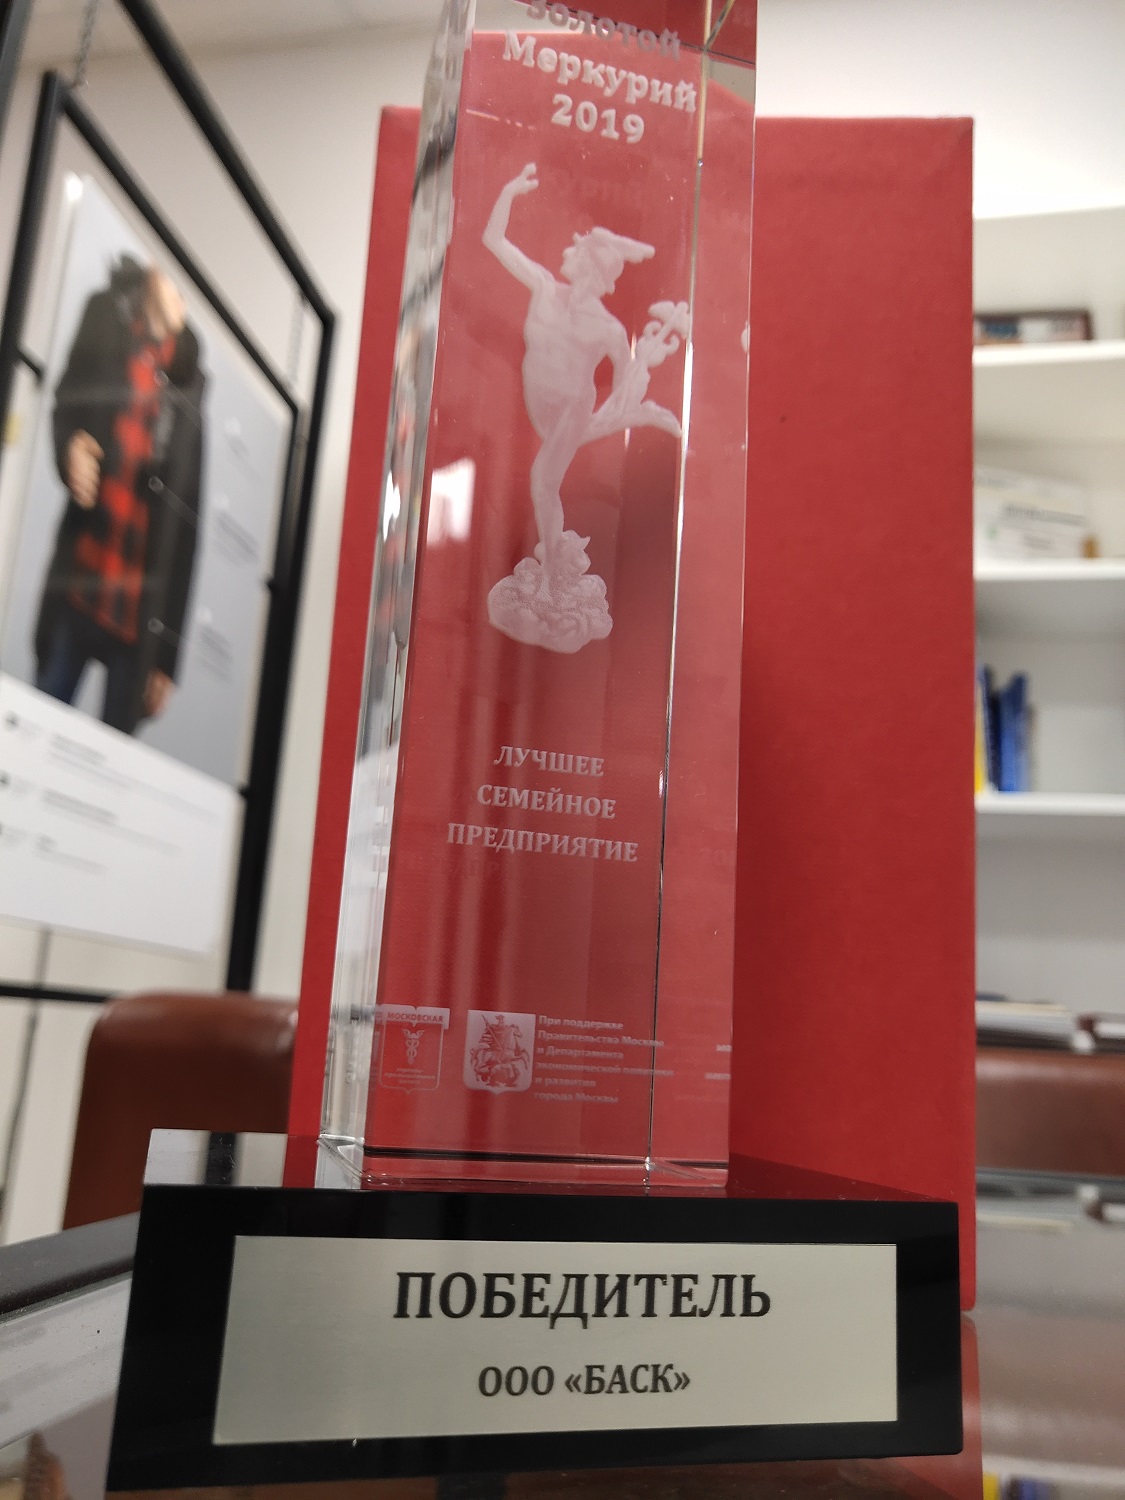 Золотой
Меркурий
2019
ЛУЧШЕЕ
СЕМЕЙНОЕ
ПРЕДПРИЯТИЕ
МОСКОВСКАЯ
При поддержке
Правительства Москвы
и Департамента
экономической политики
и развития
города Москвы
ПОБЕДИТЕЛЬ
ООО «БАСК»